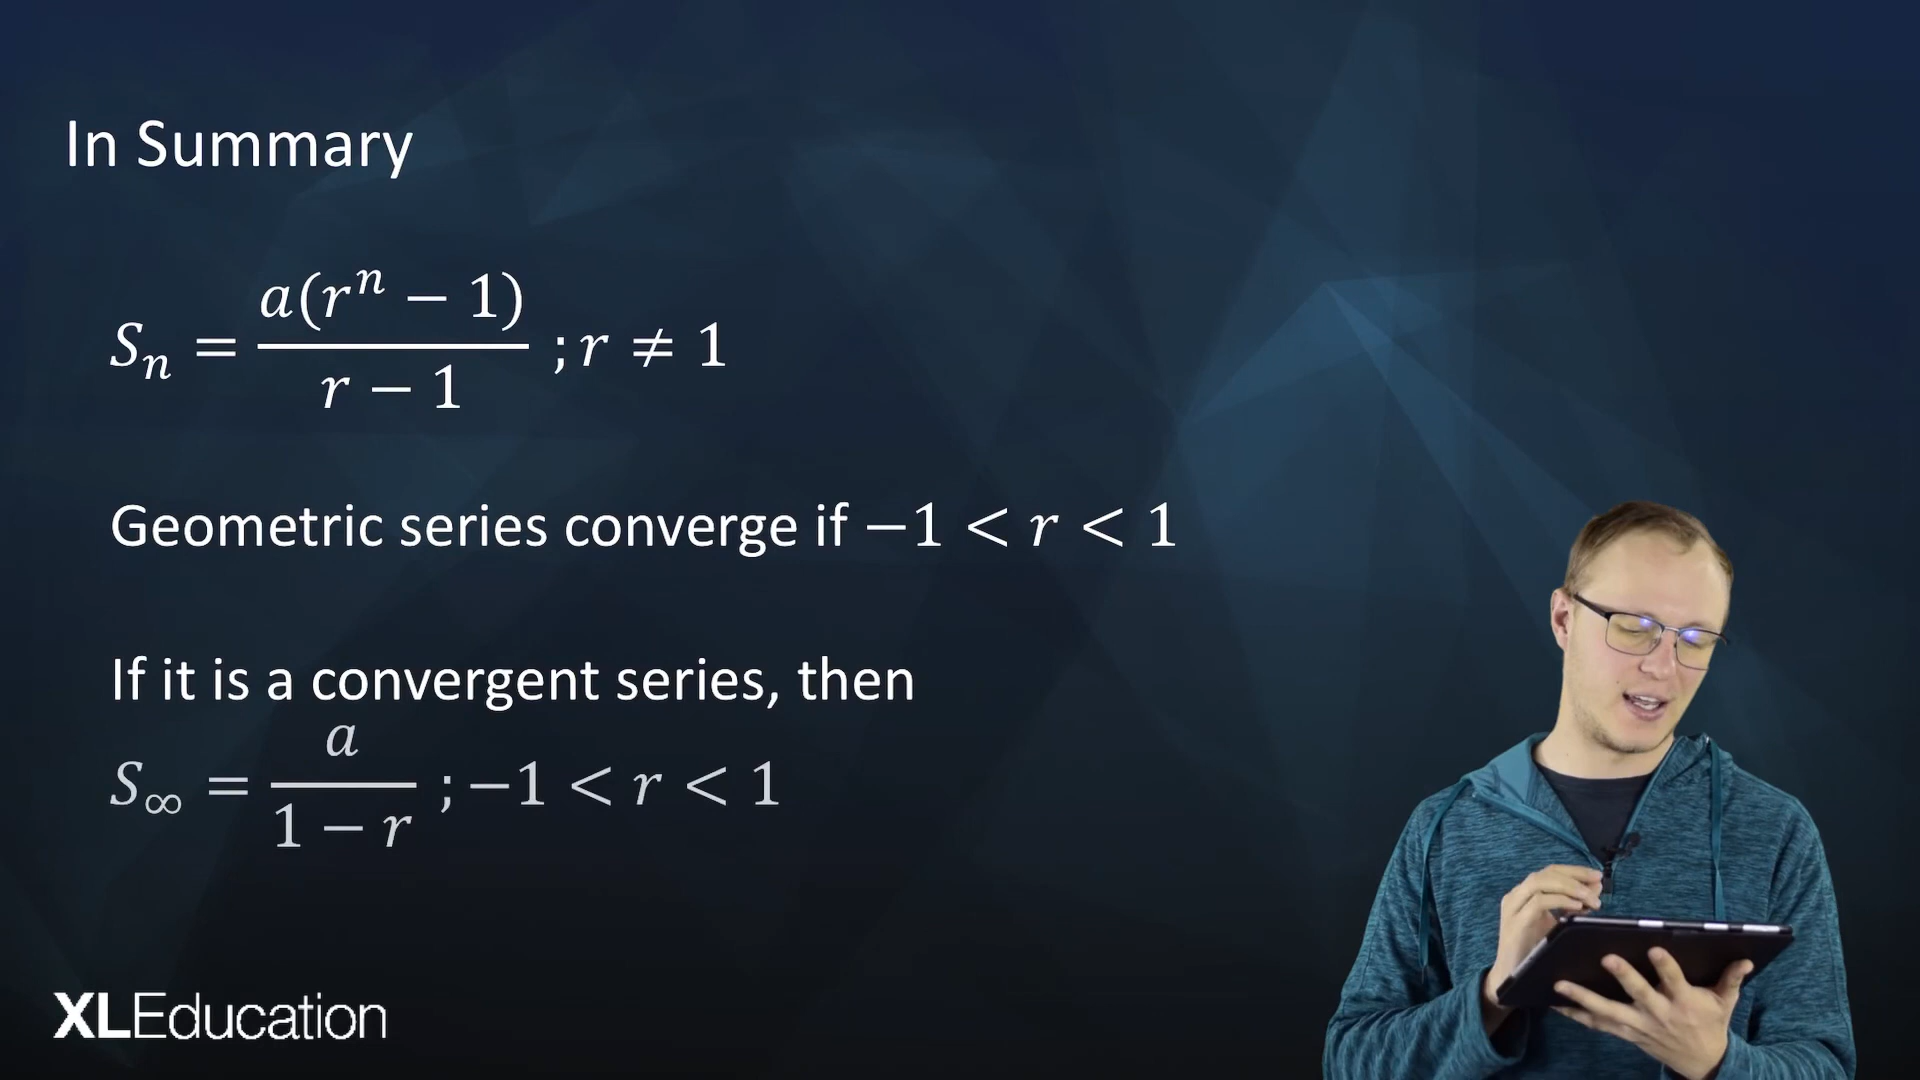 In Summary
Sₙ = a(rⁿ − 1) / r − 1 ; r ≠ 1
Geometric series converge if −1 < r < 1
If it is a convergent series, then
S∞ = a / 1 − r ; −1 < r < 1
XLEducation